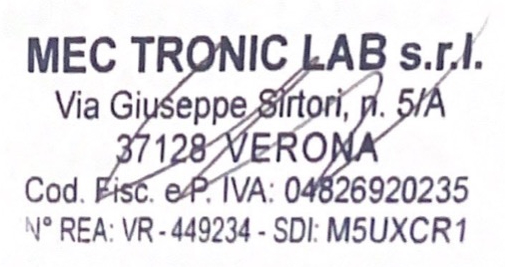 MEC TRONIC LAB s.r.l.
Via Giuseppe Sirtori, n. 5/A
37128 VERONA
Cod. Fisc. e P. IVA: 04826920235
N° REA: VR - 449234 - SDI: M5UXCR1